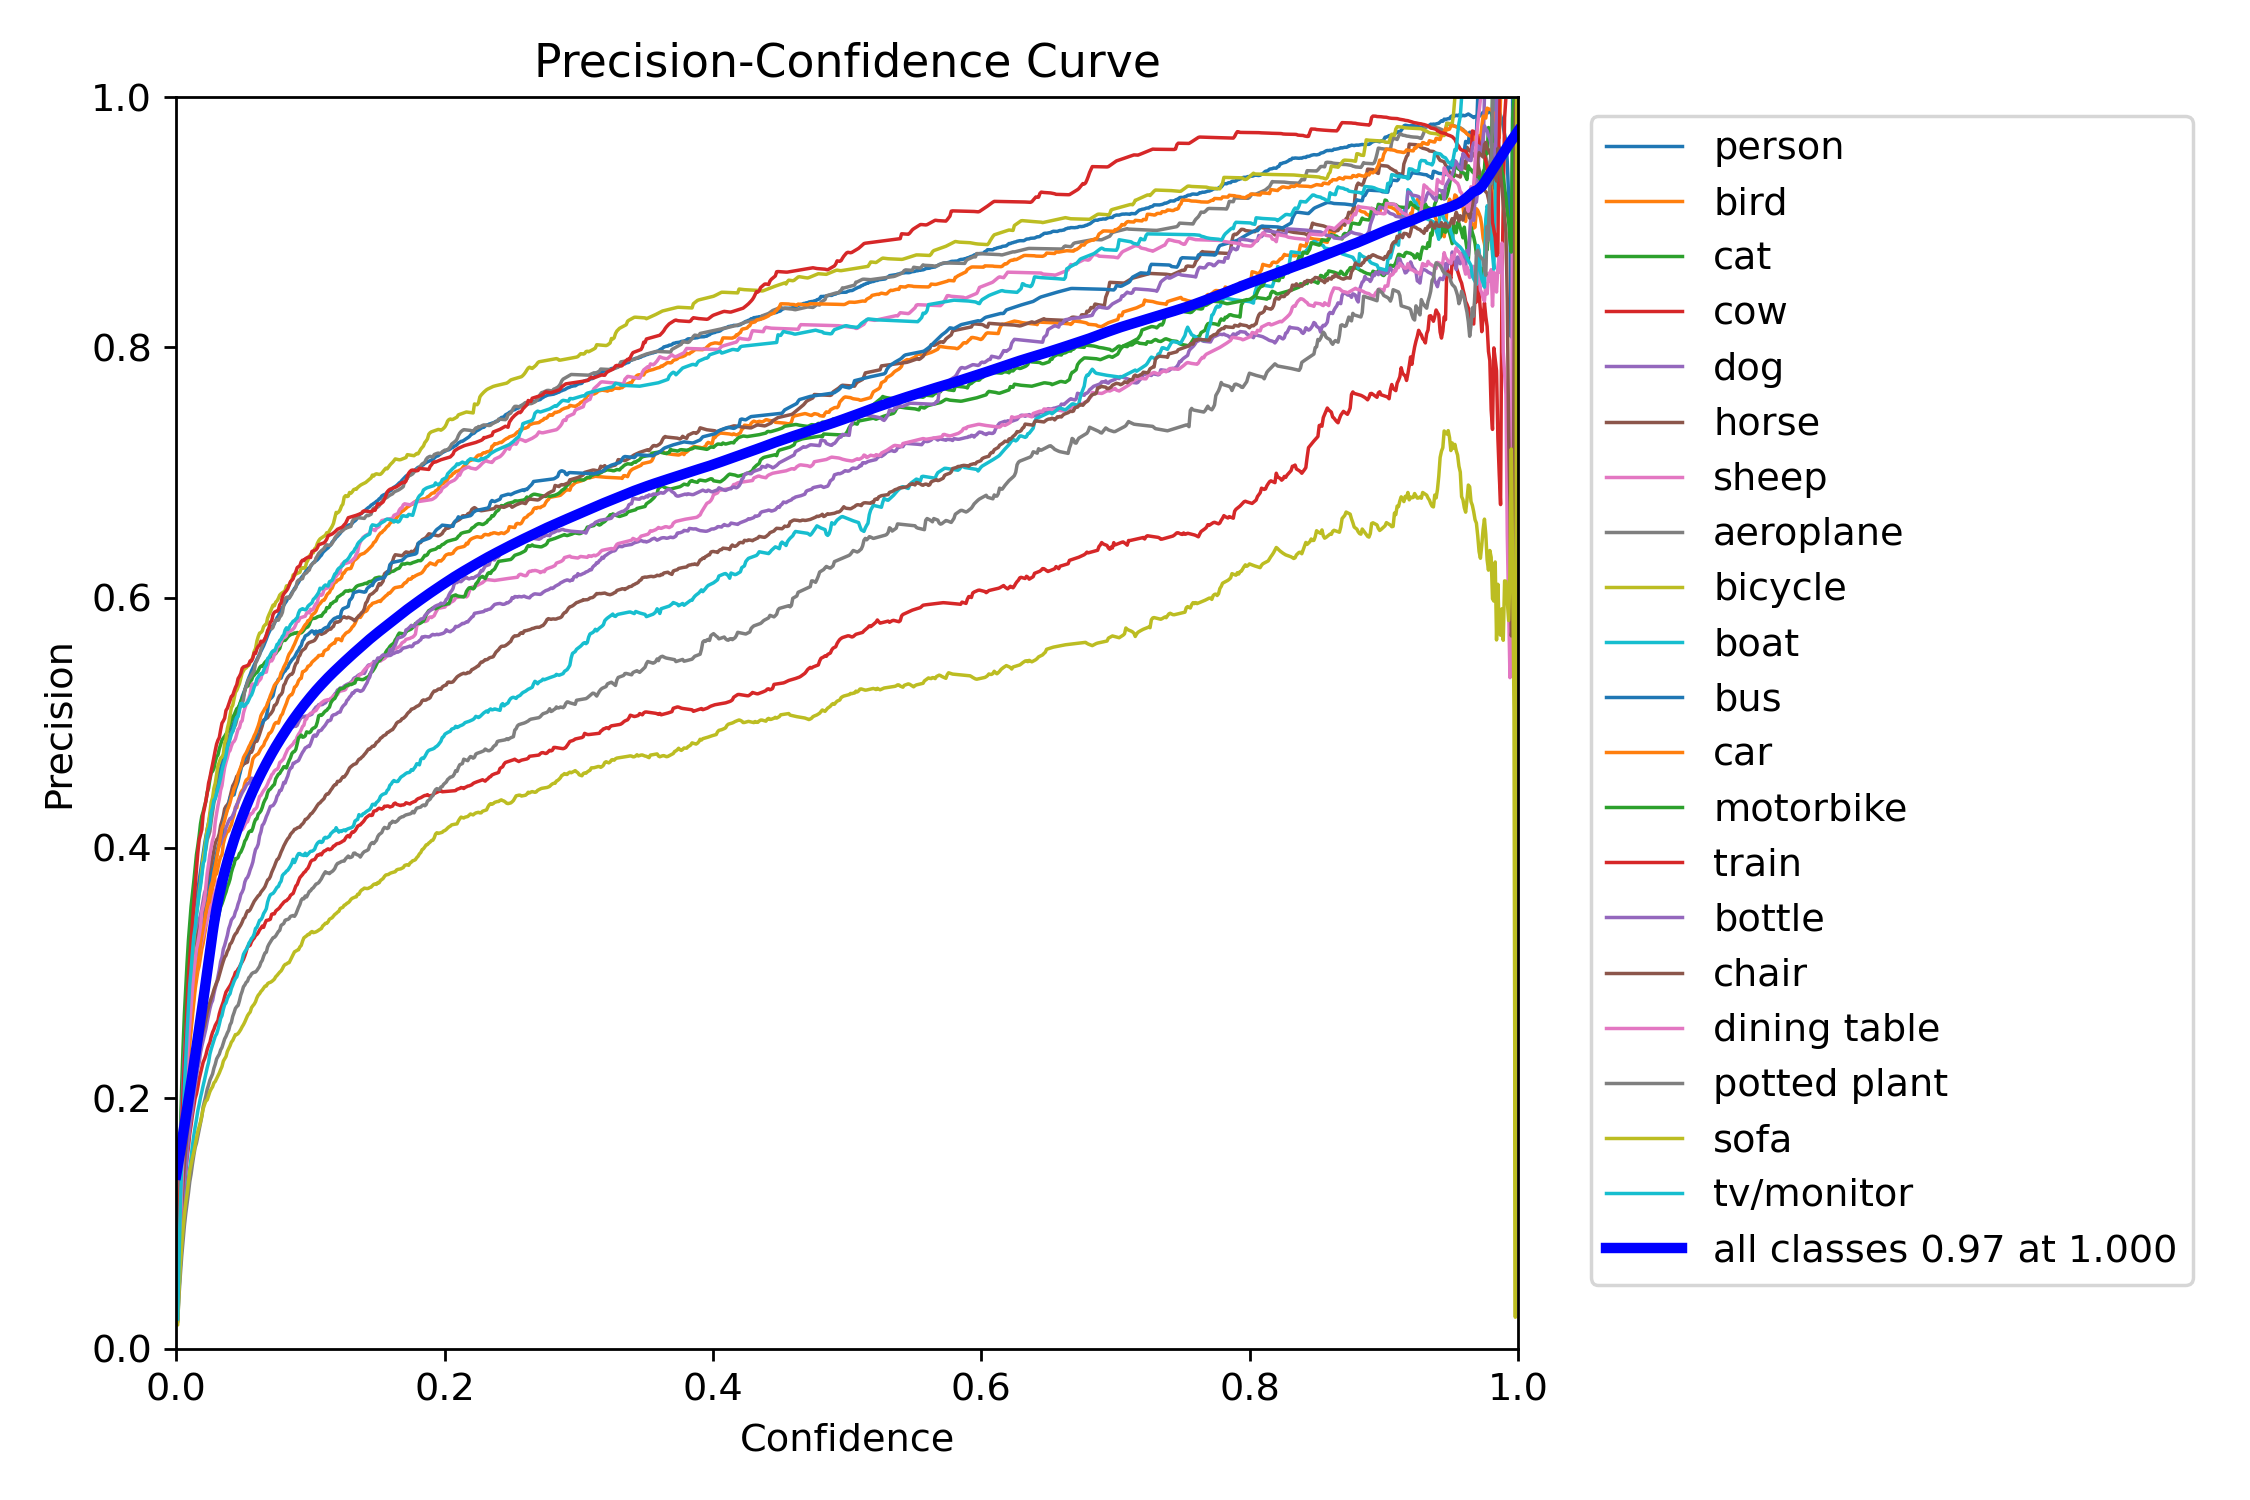 Precision-Confidence Curve
1.0
0.8
0.6
0.4
0.2
0.0
Precision
0.0 0.2 0.4 0.6 0.8 1.0
Confidence
person
bird
cat
cow
dog
horse
sheep
aeroplane
bicycle
boat
bus
car
motorbike
train
bottle
chair
dining table
potted plant
sofa
tv/monitor
all classes 0.97 at 1.000